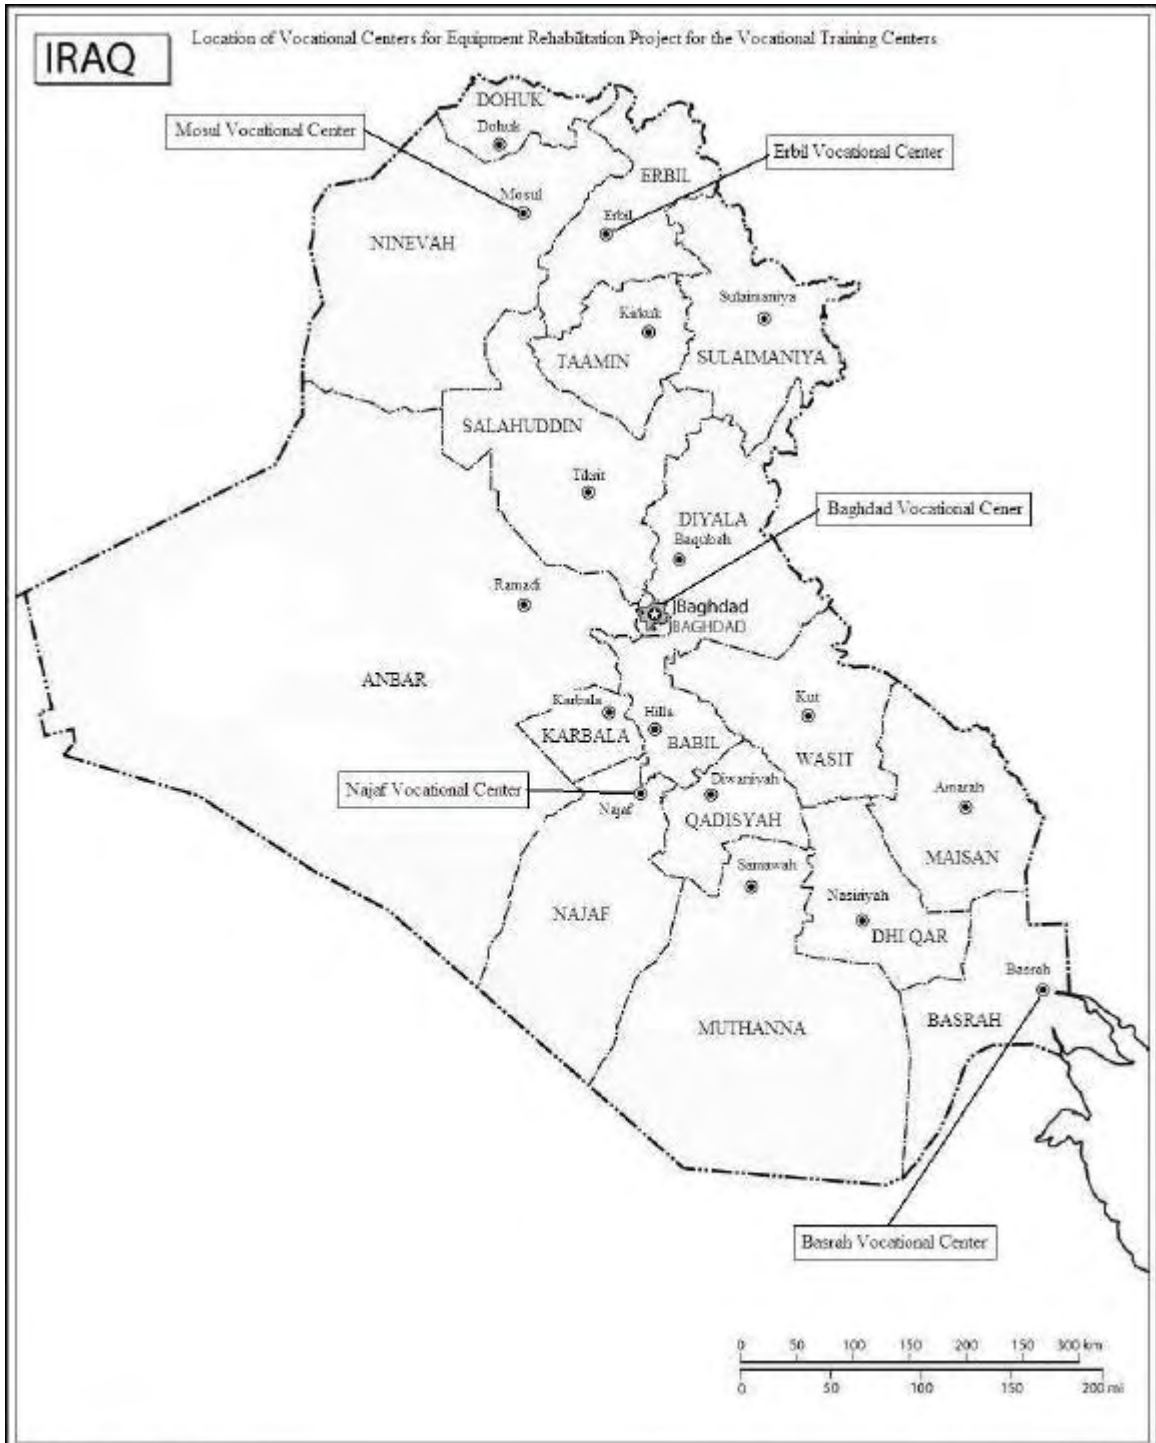 IRAQ
Location of Vocational Centers for Equipment Rehabilitation Project for the Vocational Training Centers
DOHUK
Dohuk
Mosul Vocational Center
Erbil Vocational Center
ERBIL
Mosul
Erbil
NINEVAH
Sulaimaniya
Kirkuk
TAAMIN
SULAIMANIYA
SALAHUDDIN
Tikrit
Baghdad Vocational Cener
DIYALA
Baqubah
Ramadi
Baghdad
BAGHDAD
ANBAR
Karbala
Hilla
Kut
KARBALA
BABIL
WASIT
Najaf Vocational Center
Diwaniyah
Najaf
Amarah
QADISYAH
MAISAN
Samawah
Nasiriyah
NAJAF
DHI QAR
Basrah
BASRAH
MUTHANNA
Basrah Vocational Center
0 50 100 150 200 150 300 km
0 50 100 150 200 mi